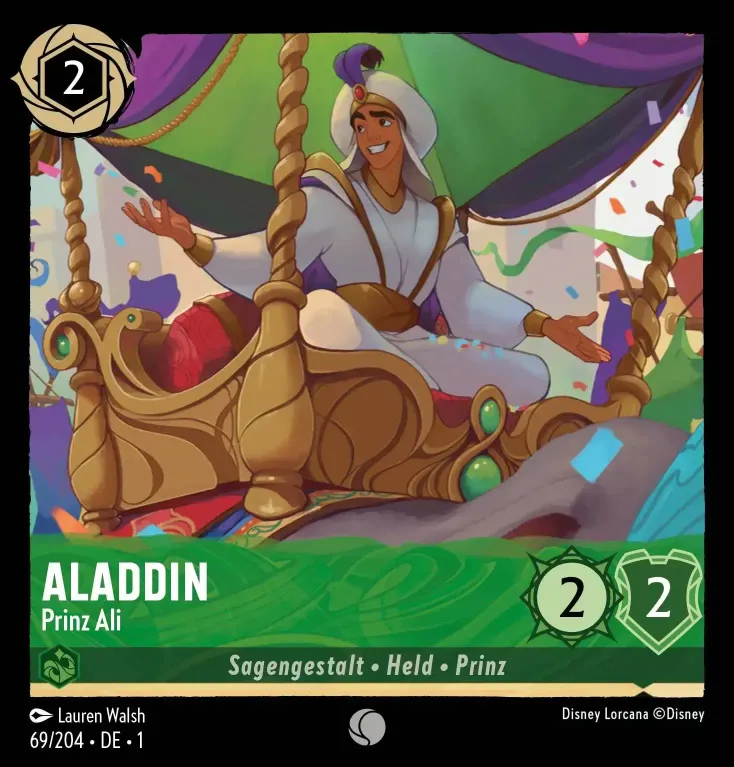 2
ALADDIN
Prinz Ali
2
2
Sagengestalt • Held • Prinz
Lauren Walsh
Disney Lorcana ©Disney
69/204 • DE • 1